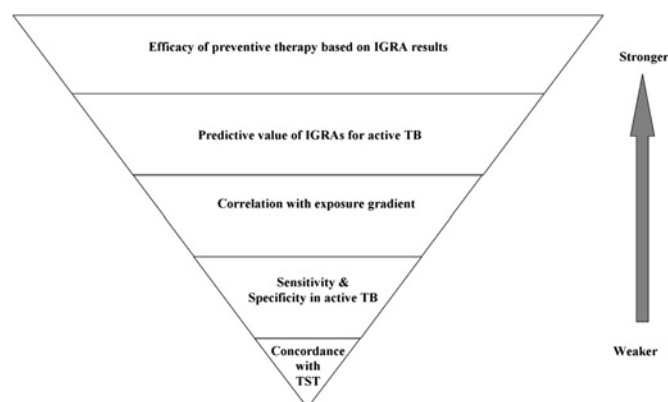 Efficacy of preventive therapy based on IGRA results
Stronger
Predictive value of IGRAs for active TB
Correlation with exposure gradient
Sensitivity &
Specificity in active TB
Concordance
with
TST
Weaker